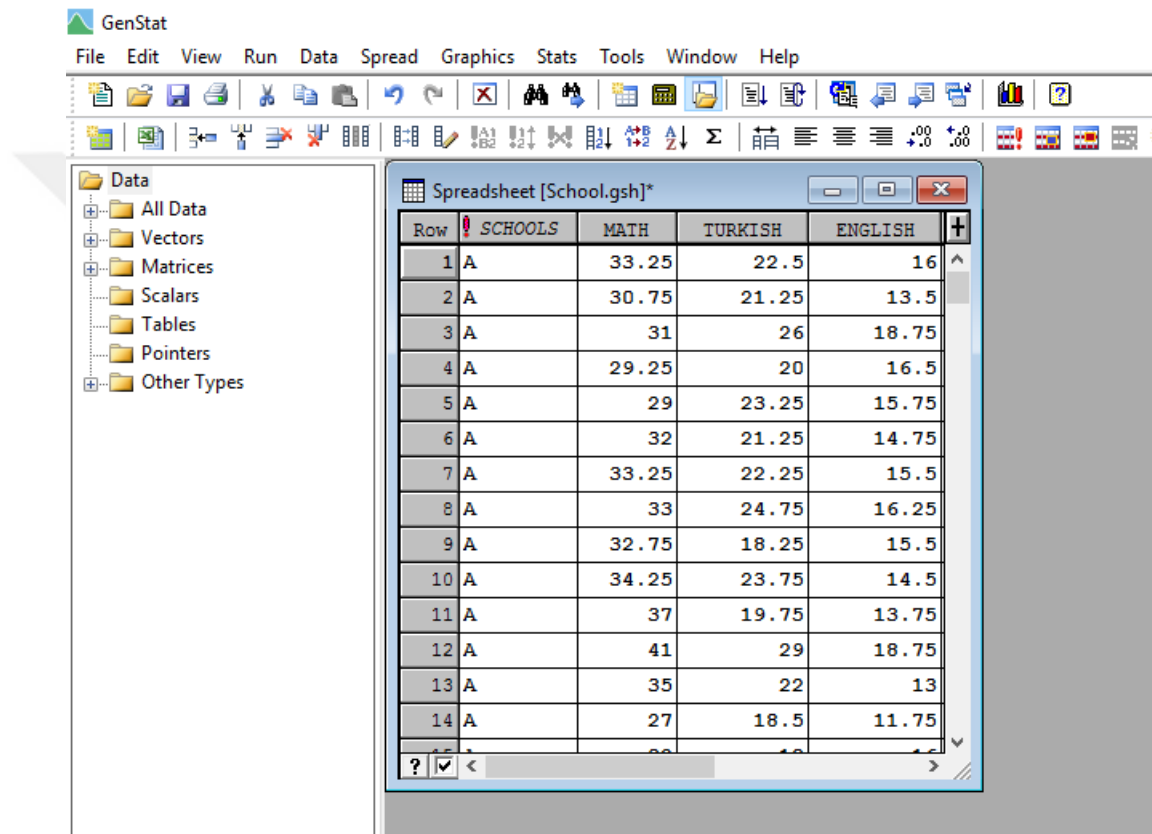 GenStat
File Edit View Run Data Spread Graphics Stats Tools Window Help
Data
All Data
Vectors
Matrices
Scalars
Tables
Pointers
Other Types
Spreadsheet [School.gsh]*
Row ! SCHOOLS MATH TURKISH ENGLISH +
1 A 33.25 22.5 16
2 A 30.75 21.25 13.5
3 A 31 26 18.75
4 A 29.25 20 16.5
5 A 29 23.25 15.75
6 A 32 21.25 14.75
7 A 33.25 22.25 15.5
8 A 33 24.75 16.25
9 A 32.75 18.25 15.5
10 A 34.25 23.75 14.5
11 A 37 19.75 13.75
12 A 41 29 18.75
13 A 35 22 13
14 A 27 18.5 11.75
?